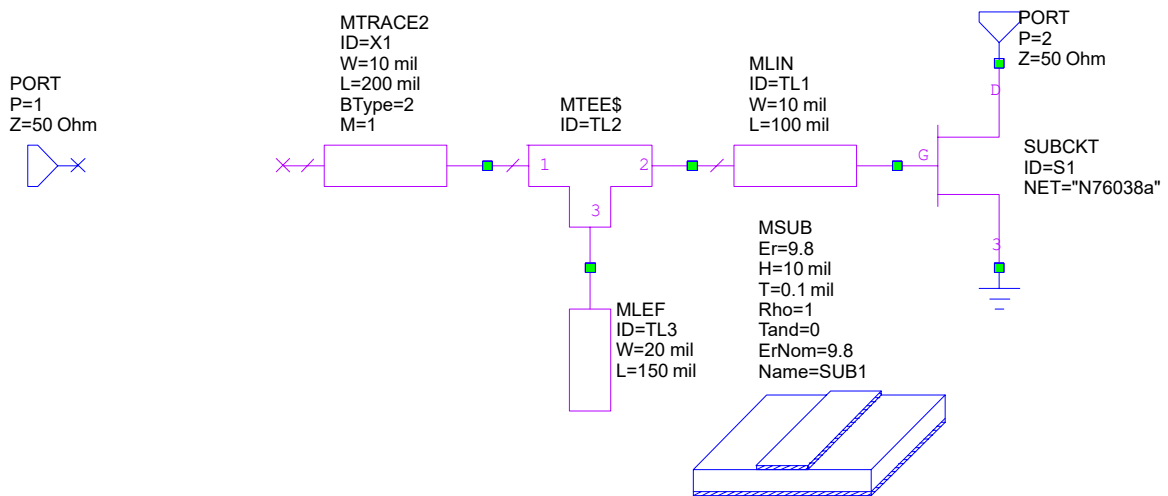 PORT
P=1
Z=50 Ohm
MTRACE2
ID=X1
W=10 mil
L=200 mil
BType=2
M=1
MTEE$
ID=TL2
1
2
3
MLEF
ID=TL3
W=20 mil
L=150 mil
MLIN
ID=TL1
W=10 mil
L=100 mil
MSUB
Er=9.8
H=10 mil
T=0.1 mil
Rho=1
Tand=0
ErNom=9.8
Name=SUB1
PORT
P=2
Z=50 Ohm
D
G
3
SUBCKT
ID=S1
NET="N76038a"